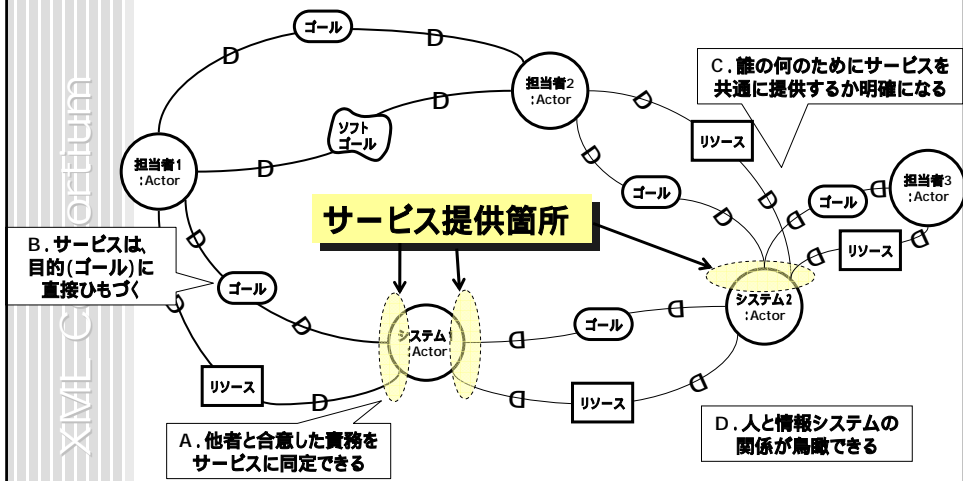 ゴール
D
D
担当者2
:Actor
C．誰の何のためにサービスを
共通に提供するか明確になる
D
D
D
ソフト
ゴール
リソース
担当者1
:Actor
D
D
担当者3
:Actor
ゴール
D
ゴール
D
D
D
D
サービス提供箇所
B．サービスは、
目的(ゴール)に
直接ひもづく
D
リソース
D
D
ゴール
D
D
システム2
:Actor
D
ゴール
D
システム1
:Actor
D
リソース
D
D
リソース
D
A．他者と合意した責務を
サービスに同定できる
D．人と情報システムの
関係が鳥瞰できる
XML Consortium